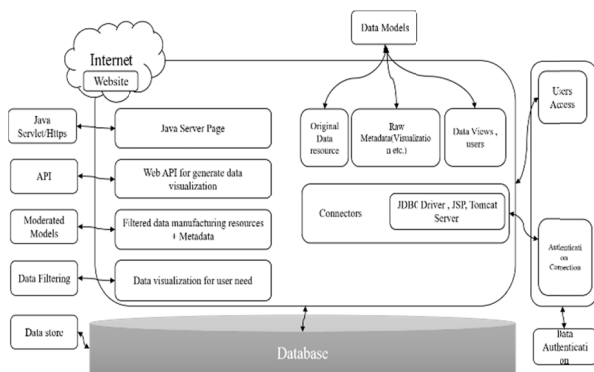 Data Models
Internet
Website
Java
Servlet/Https
Java Server Page
API
Web API for generate data
visualization
Moderated
Models
Filtered data manufacturing resources
+ Metadata
Data Filtering
Data visualization for user need
Data store
Database
Original
Data
resource
Raw
Metadata(Visualizatio
n etc.)
Data Views ,
users
Connectors
JDBC Driver , JSP, Tomcat
Server
Users
Access
Authenticati
on
Connection
Data
Authenticati
on